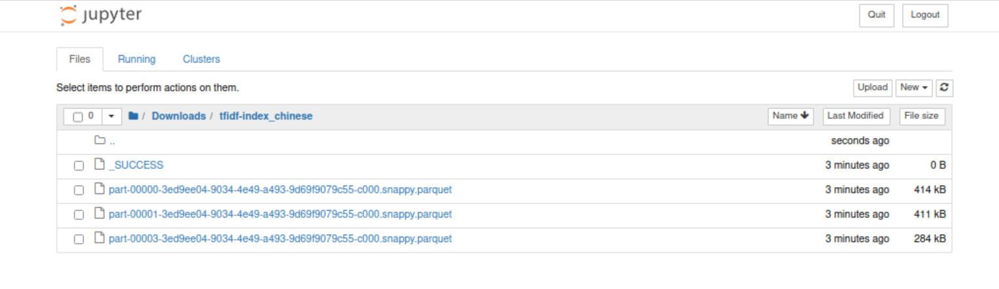 jupyter Quit Logout
Files Running Clusters
Select items to perform actions on them. Upload New
0 / Downloads / tfidf-index_chinese Name Last Modified File size
.. seconds ago
_SUCCESS 3 minutes ago 0 B
part-00000-3ed9ee04-9034-4e49-a493-9d69f9079c55-c000.snappy.parquet 3 minutes ago 414 kB
part-00001-3ed9ee04-9034-4e49-a493-9d69f9079c55-c000.snappy.parquet 3 minutes ago 411 kB
part-00003-3ed9ee04-9034-4e49-a493-9d69f9079c55-c000.snappy.parquet 3 minutes ago 284 kB